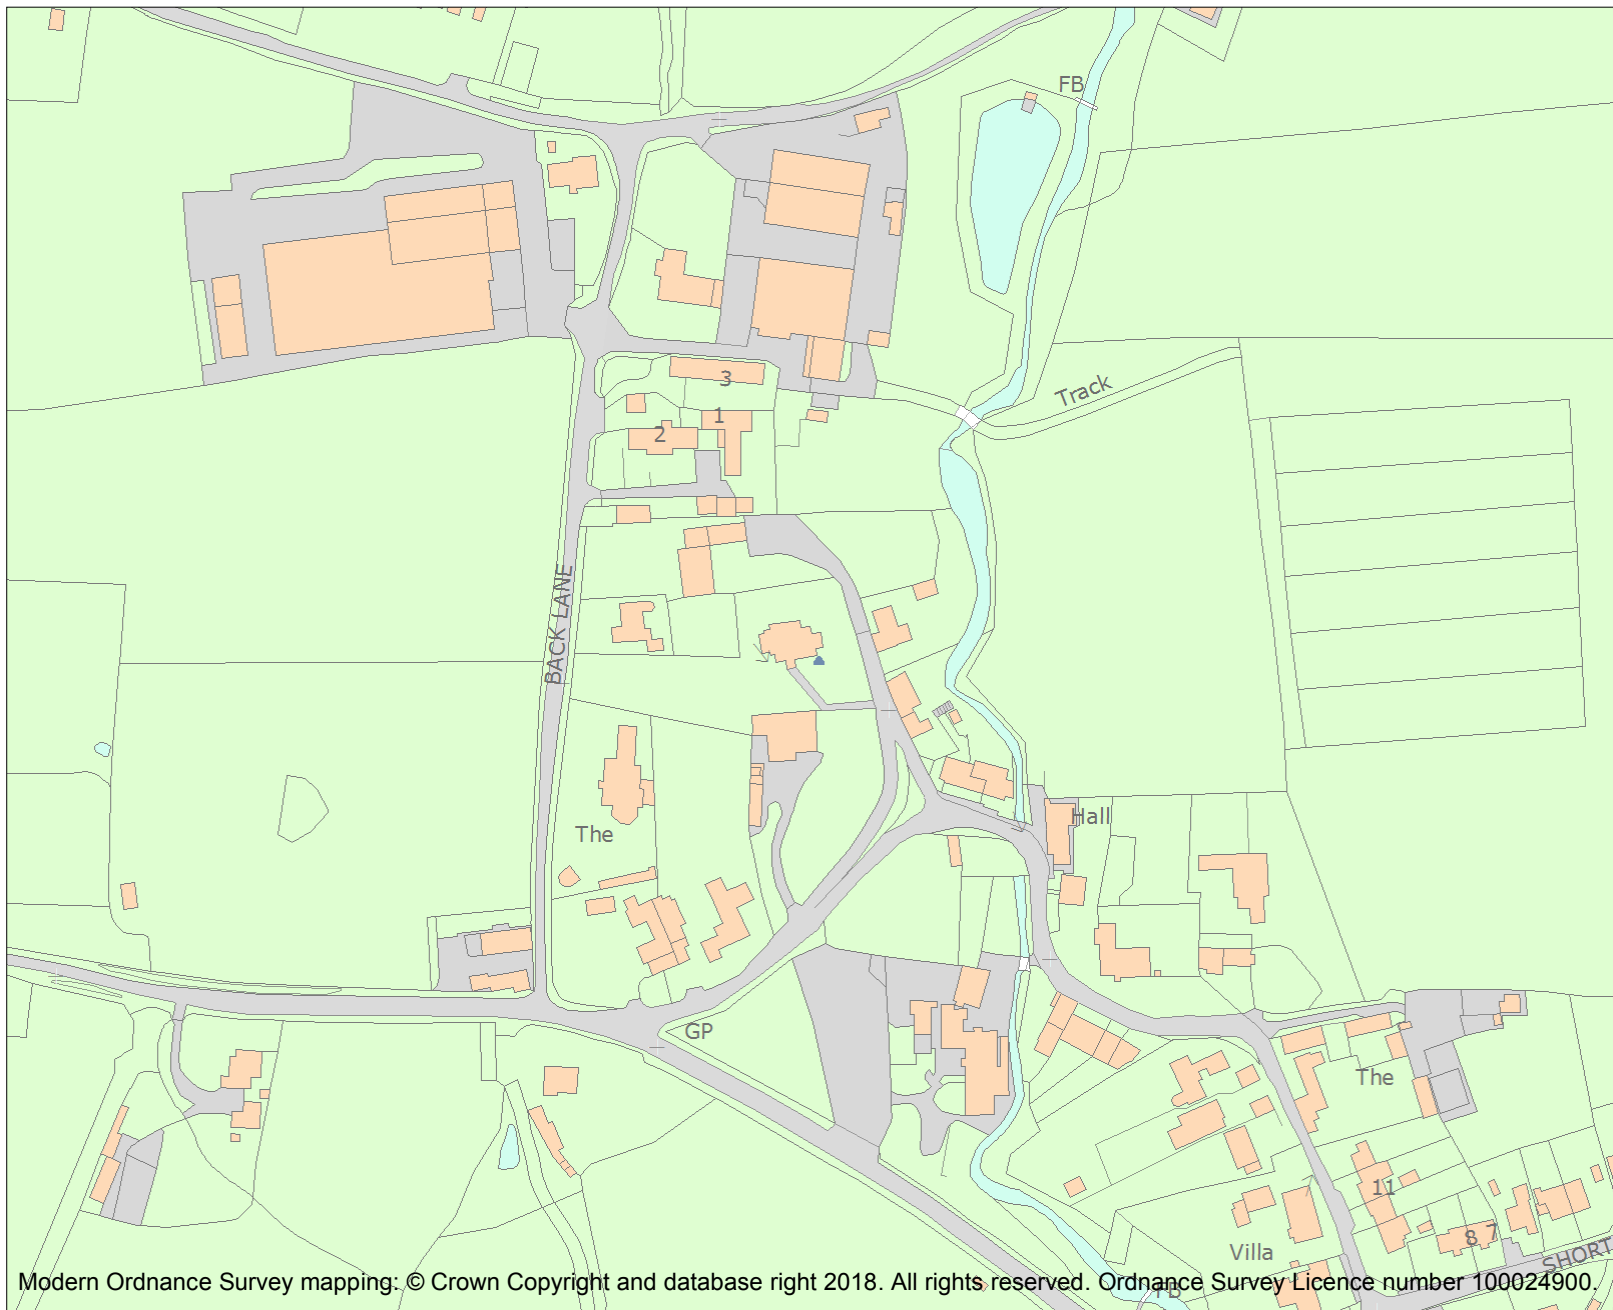 FB
Track
3
1
2
BACK LANE
Hall
The
GP
The
11
8 7
Villa
SHORT
FB
Modern Ordnance Survey mapping: © Crown Copyright and database right 2018. All rights reserved. Ordnance Survey Licence number 100024900.